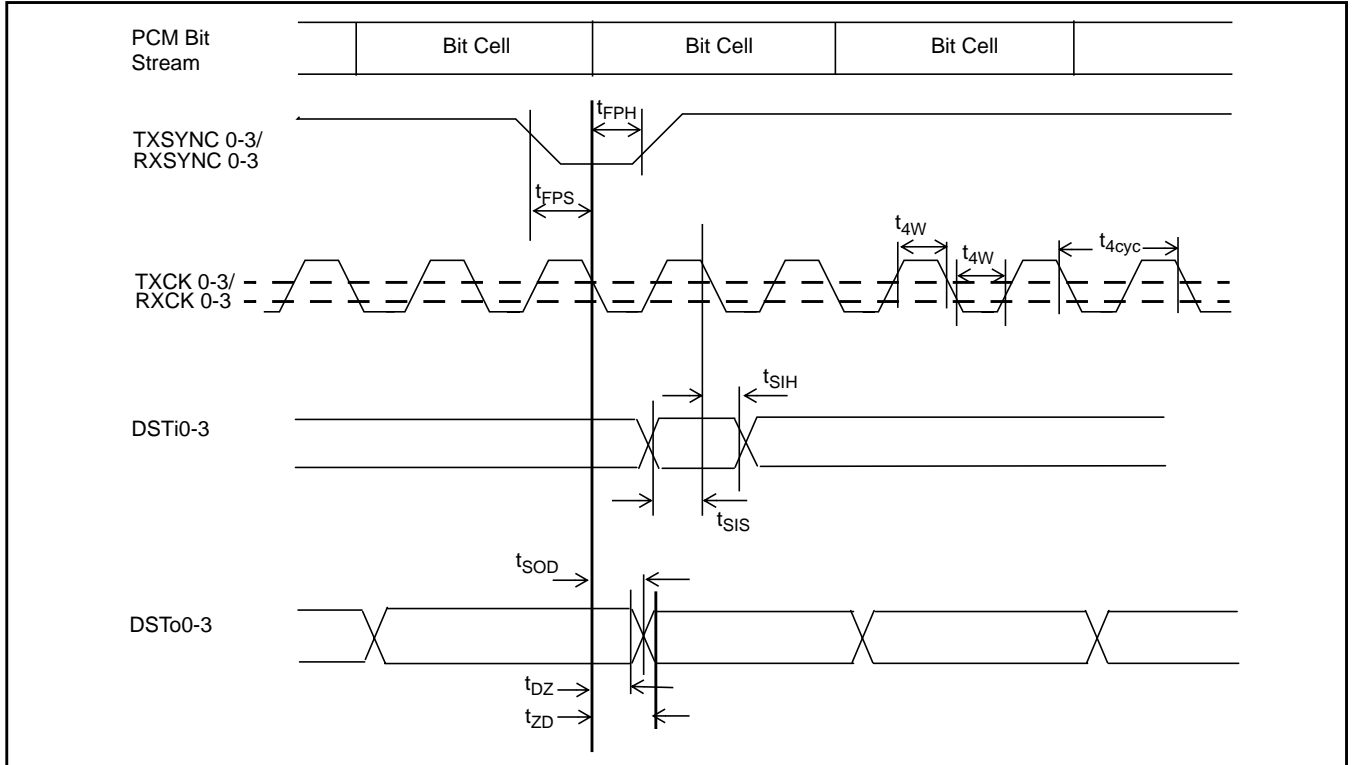 PCM Bit
Stream
Bit Cell
Bit Cell
Bit Cell
TXSYNC 0-3/
RXSYNC 0-3
tFPH
tFPS
TXCK 0-3/
RXCK 0-3
t4W
t4W
t4cyc
DSTi0-3
tSIH
tSIS
DSTo0-3
tSOD
tDZ
tZD